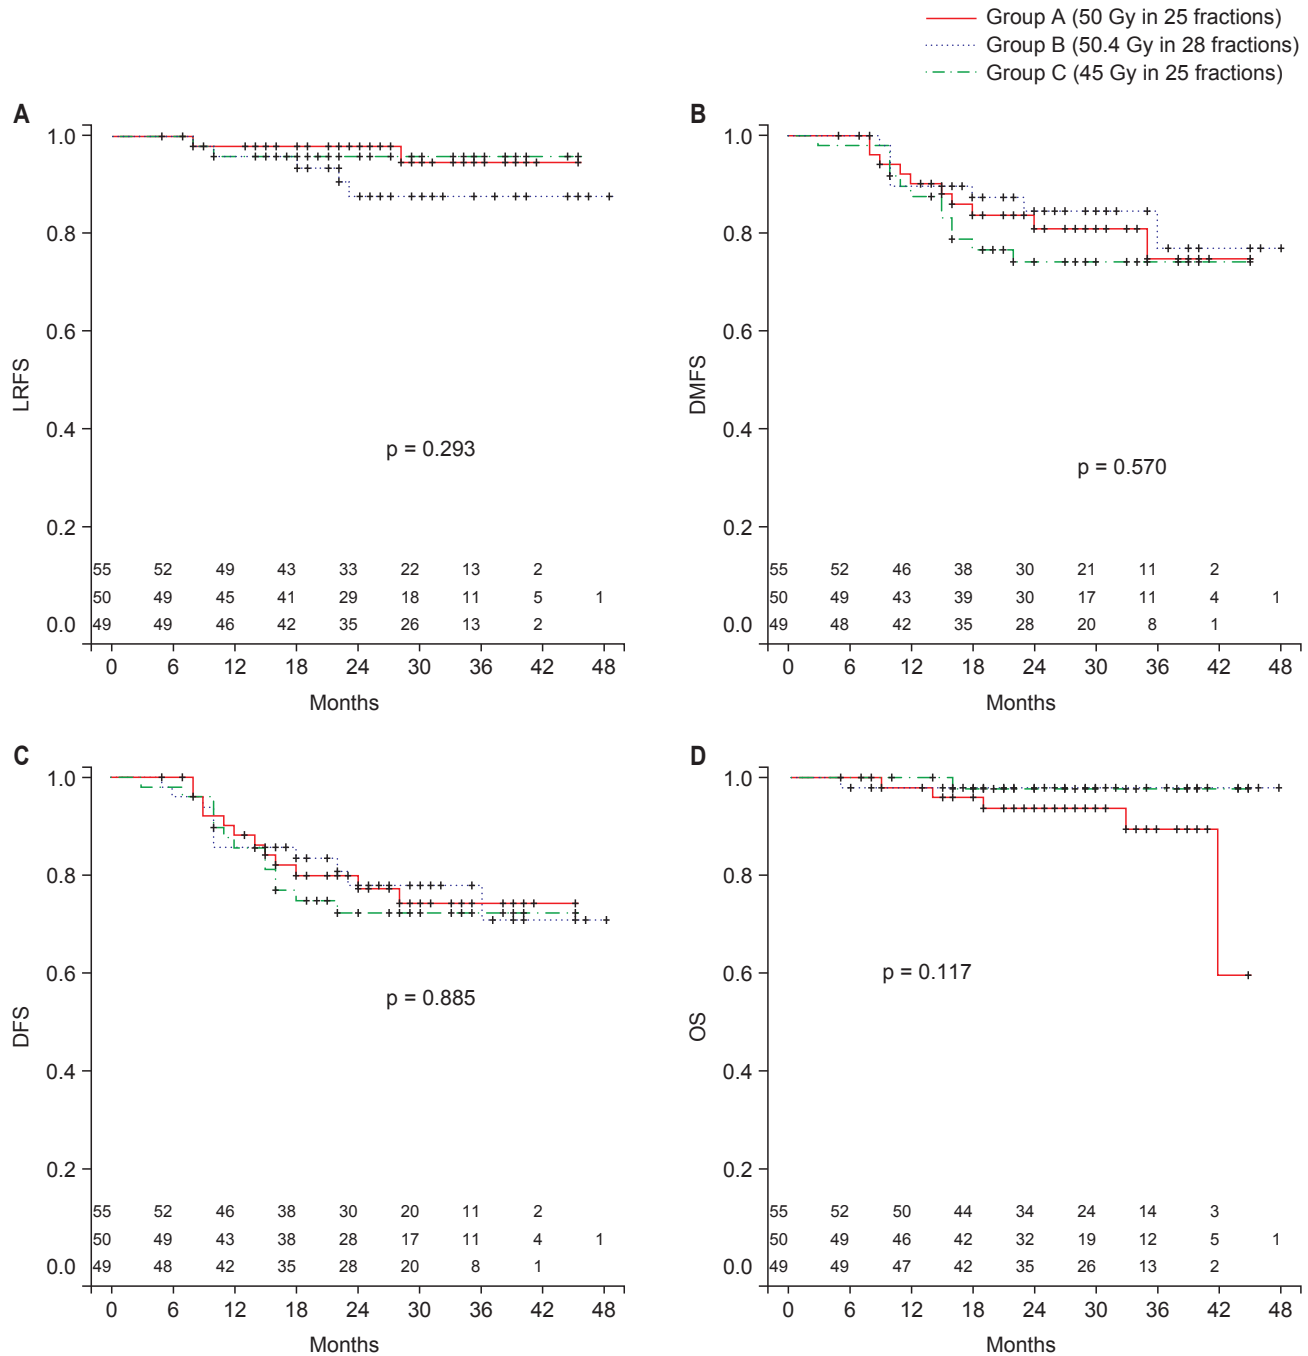 Group A (50 Gy in 25 fractions)
Group B (50.4 Gy in 28 fractions)
Group C (45 Gy in 25 fractions)
A
1.0
0.8
0.6
0.4
0.2
0.0
LRFS
p = 0.293
55 52 49 43 33 22 13 2
50 49 45 41 29 18 11 5 1
49 49 46 42 35 26 13 2
0 6 12 18 24 30 36 42 48
Months
B
1.0
0.8
0.6
0.4
0.2
0.0
DMFS
p = 0.570
55 52 46 38 30 21 11 2
50 49 43 39 30 17 11 4 1
49 48 42 35 28 20 8 1
0 6 12 18 24 30 36 42 48
Months
C
1.0
0.8
0.6
0.4
0.2
0.0
DFS
p = 0.885
55 52 46 38 30 20 11 2
50 49 43 38 28 17 11 4 1
49 48 42 35 28 20 8 1
0 6 12 18 24 30 36 42 48
Months
D
1.0
0.8
0.6
0.4
0.2
0.0
OS
p = 0.117
55 52 50 44 34 24 14 3
50 49 46 42 32 19 12 5 1
49 49 47 42 35 26 13 2
0 6 12 18 24 30 36 42 48
Months